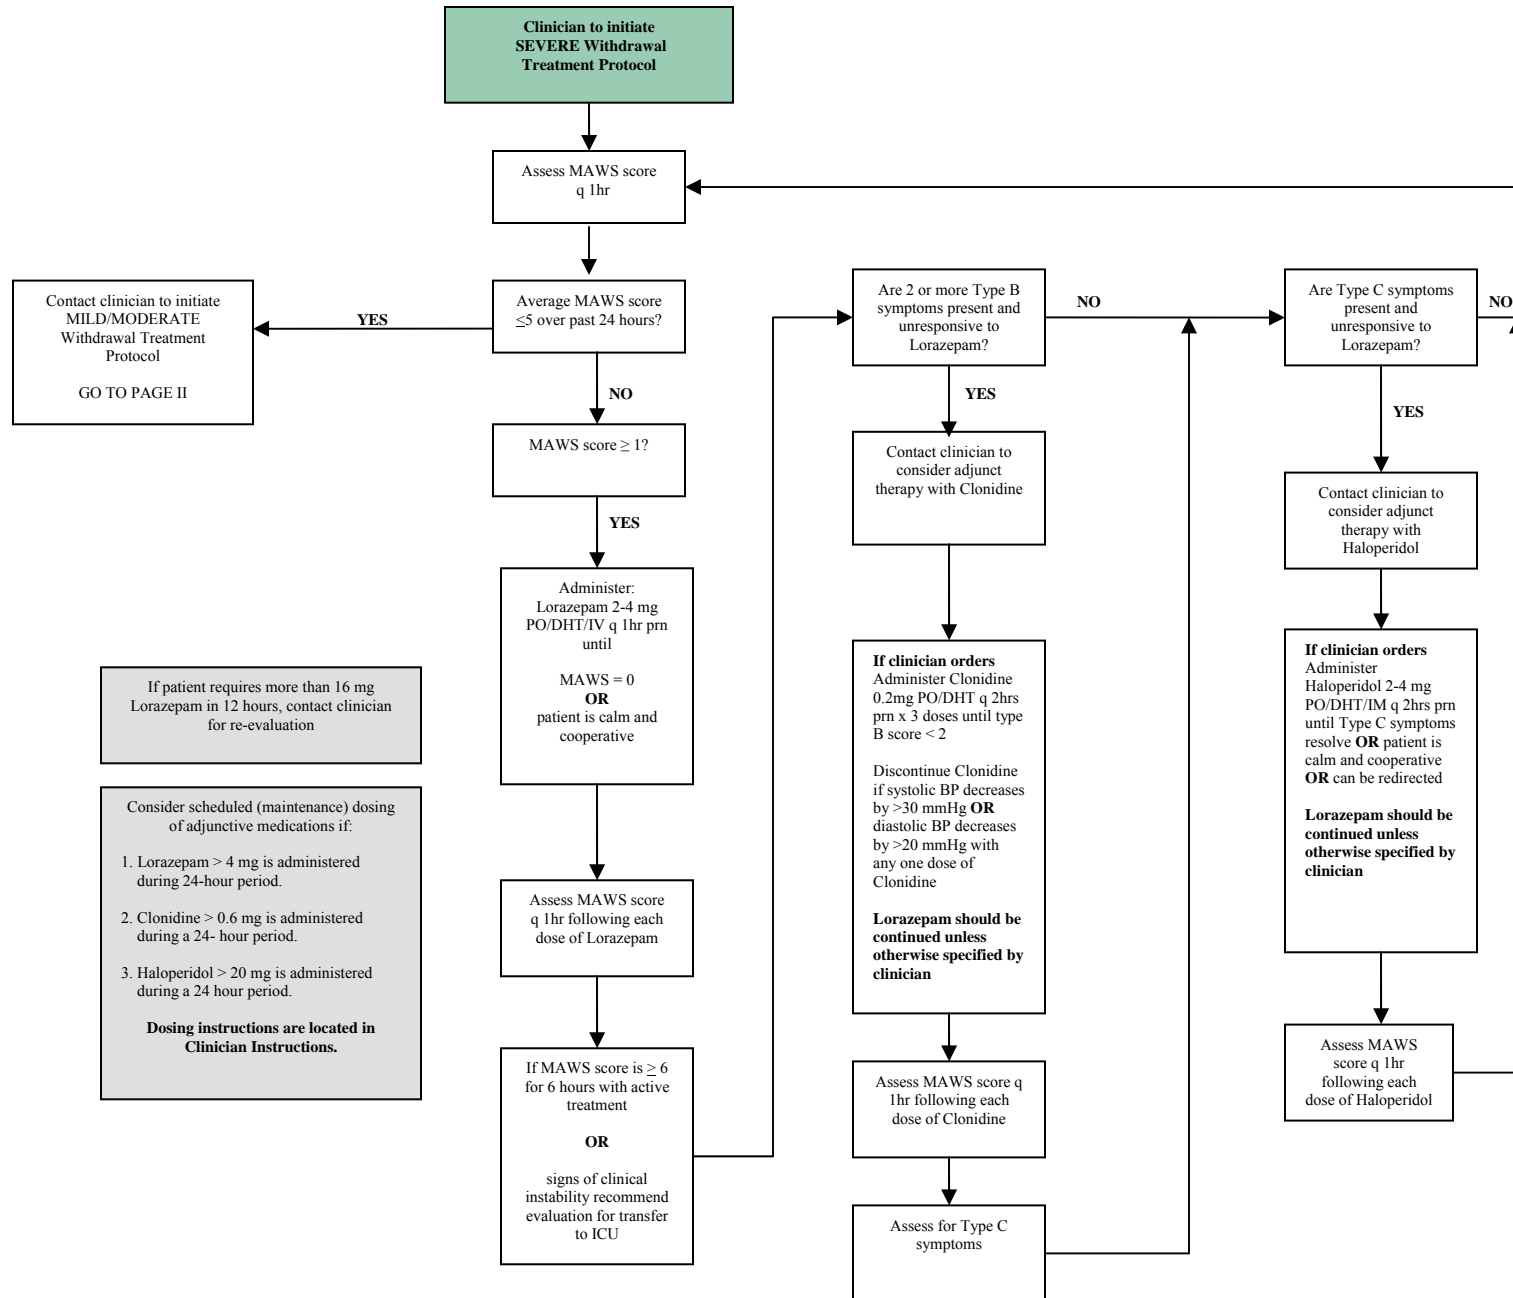 Clinician to initiate
SEVERE Withdrawal
Treatment Protocol
Assess MAWS score
q 1hr
Contact clinician to initiate
MILD/MODERATE
Withdrawal Treatment
Protocol
GO TO PAGE II
YES
Average MAWS score
≤5 over past 24 hours?
NO
MAWS score ≥ 1?
YES
Administer:
Lorazepam 2-4 mg
PO/DHT/IV q 1hr prn
until
MAWS = 0
OR
patient is calm and
cooperative
Assess MAWS score
q 1hr following each
dose of Lorazepam
If MAWS score is ≥ 6
for 6 hours with active
treatment
OR
signs of clinical
instability recommend
evaluation for transfer
to ICU
If patient requires more than 16 mg
Lorazepam in 12 hours, contact clinician
for re-evaluation
Consider scheduled (maintenance) dosing
of adjunctive medications if:
1. Lorazepam > 4 mg is administered
during 24-hour period.
2. Clonidine > 0.6 mg is administered
during a 24- hour period.
3. Haloperidol > 20 mg is administered
during a 24 hour period.
Dosing instructions are located in
Clinician Instructions.
Are 2 or more Type B
symptoms present and
unresponsive to
Lorazepam?
NO
YES
Contact clinician to
consider adjunct
therapy with Clonidine
If clinician orders
Administer Clonidine
0.2mg PO/DHT q 2hrs
prn x 3 doses until type
B score < 2
Discontinue Clonidine
if systolic BP decreases
by >30 mmHg OR
diastolic BP decreases
by >20 mmHg with
any one dose of
Clonidine
Lorazepam should be
continued unless
otherwise specified by
clinician
Assess MAWS score q
1hr following each
dose of Clonidine
Assess for Type C
symptoms
Are Type C symptoms
present and
unresponsive to
Lorazepam?
NO
YES
Contact clinician to
consider adjunct
therapy with
Haloperidol
If clinician orders
Administer
Haloperidol 2-4 mg
PO/DHT/IM q 2hrs prn
until Type C symptoms
resolve OR patient is
calm and cooperative
OR can be redirected
Lorazepam should be
continued unless
otherwise specified by
clinician
Assess MAWS
score q 1hr
following each
dose of Haloperidol